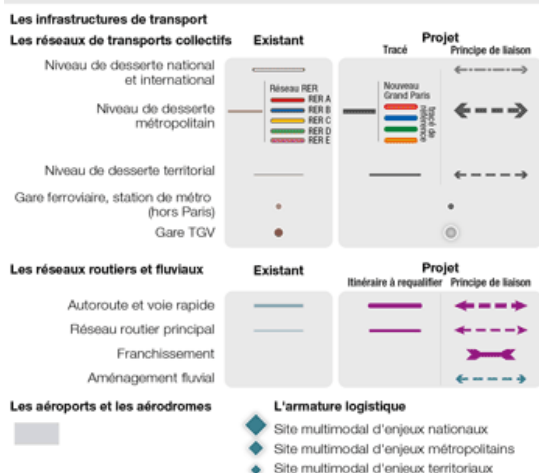 Les infrastructures de transport
Les réseaux de transports collectifs
Existant
Projet
Tracé
Principe de liaison
Niveau de desserte national
et international
Réseau RER
RER A
RER B
RER C
RER D
RER E
Nouveau
Grand Paris
tracé de
référence
Niveau de desserte
métropolitain
Niveau de desserte territorial
Gare ferroviaire, station de métro
(hors Paris)
Gare TGV
Les réseaux routiers et fluviaux
Existant
Projet
Itinéraire à requalifier
Principe de liaison
Autoroute et voie rapide
Réseau routier principal
Franchissement
Aménagement fluvial
Les aéroports et les aérodromes
L'armature logistique
Site multimodal d'enjeux nationaux
Site multimodal d'enjeux métropolitains
Site multimodal d'enjeux territoriaux